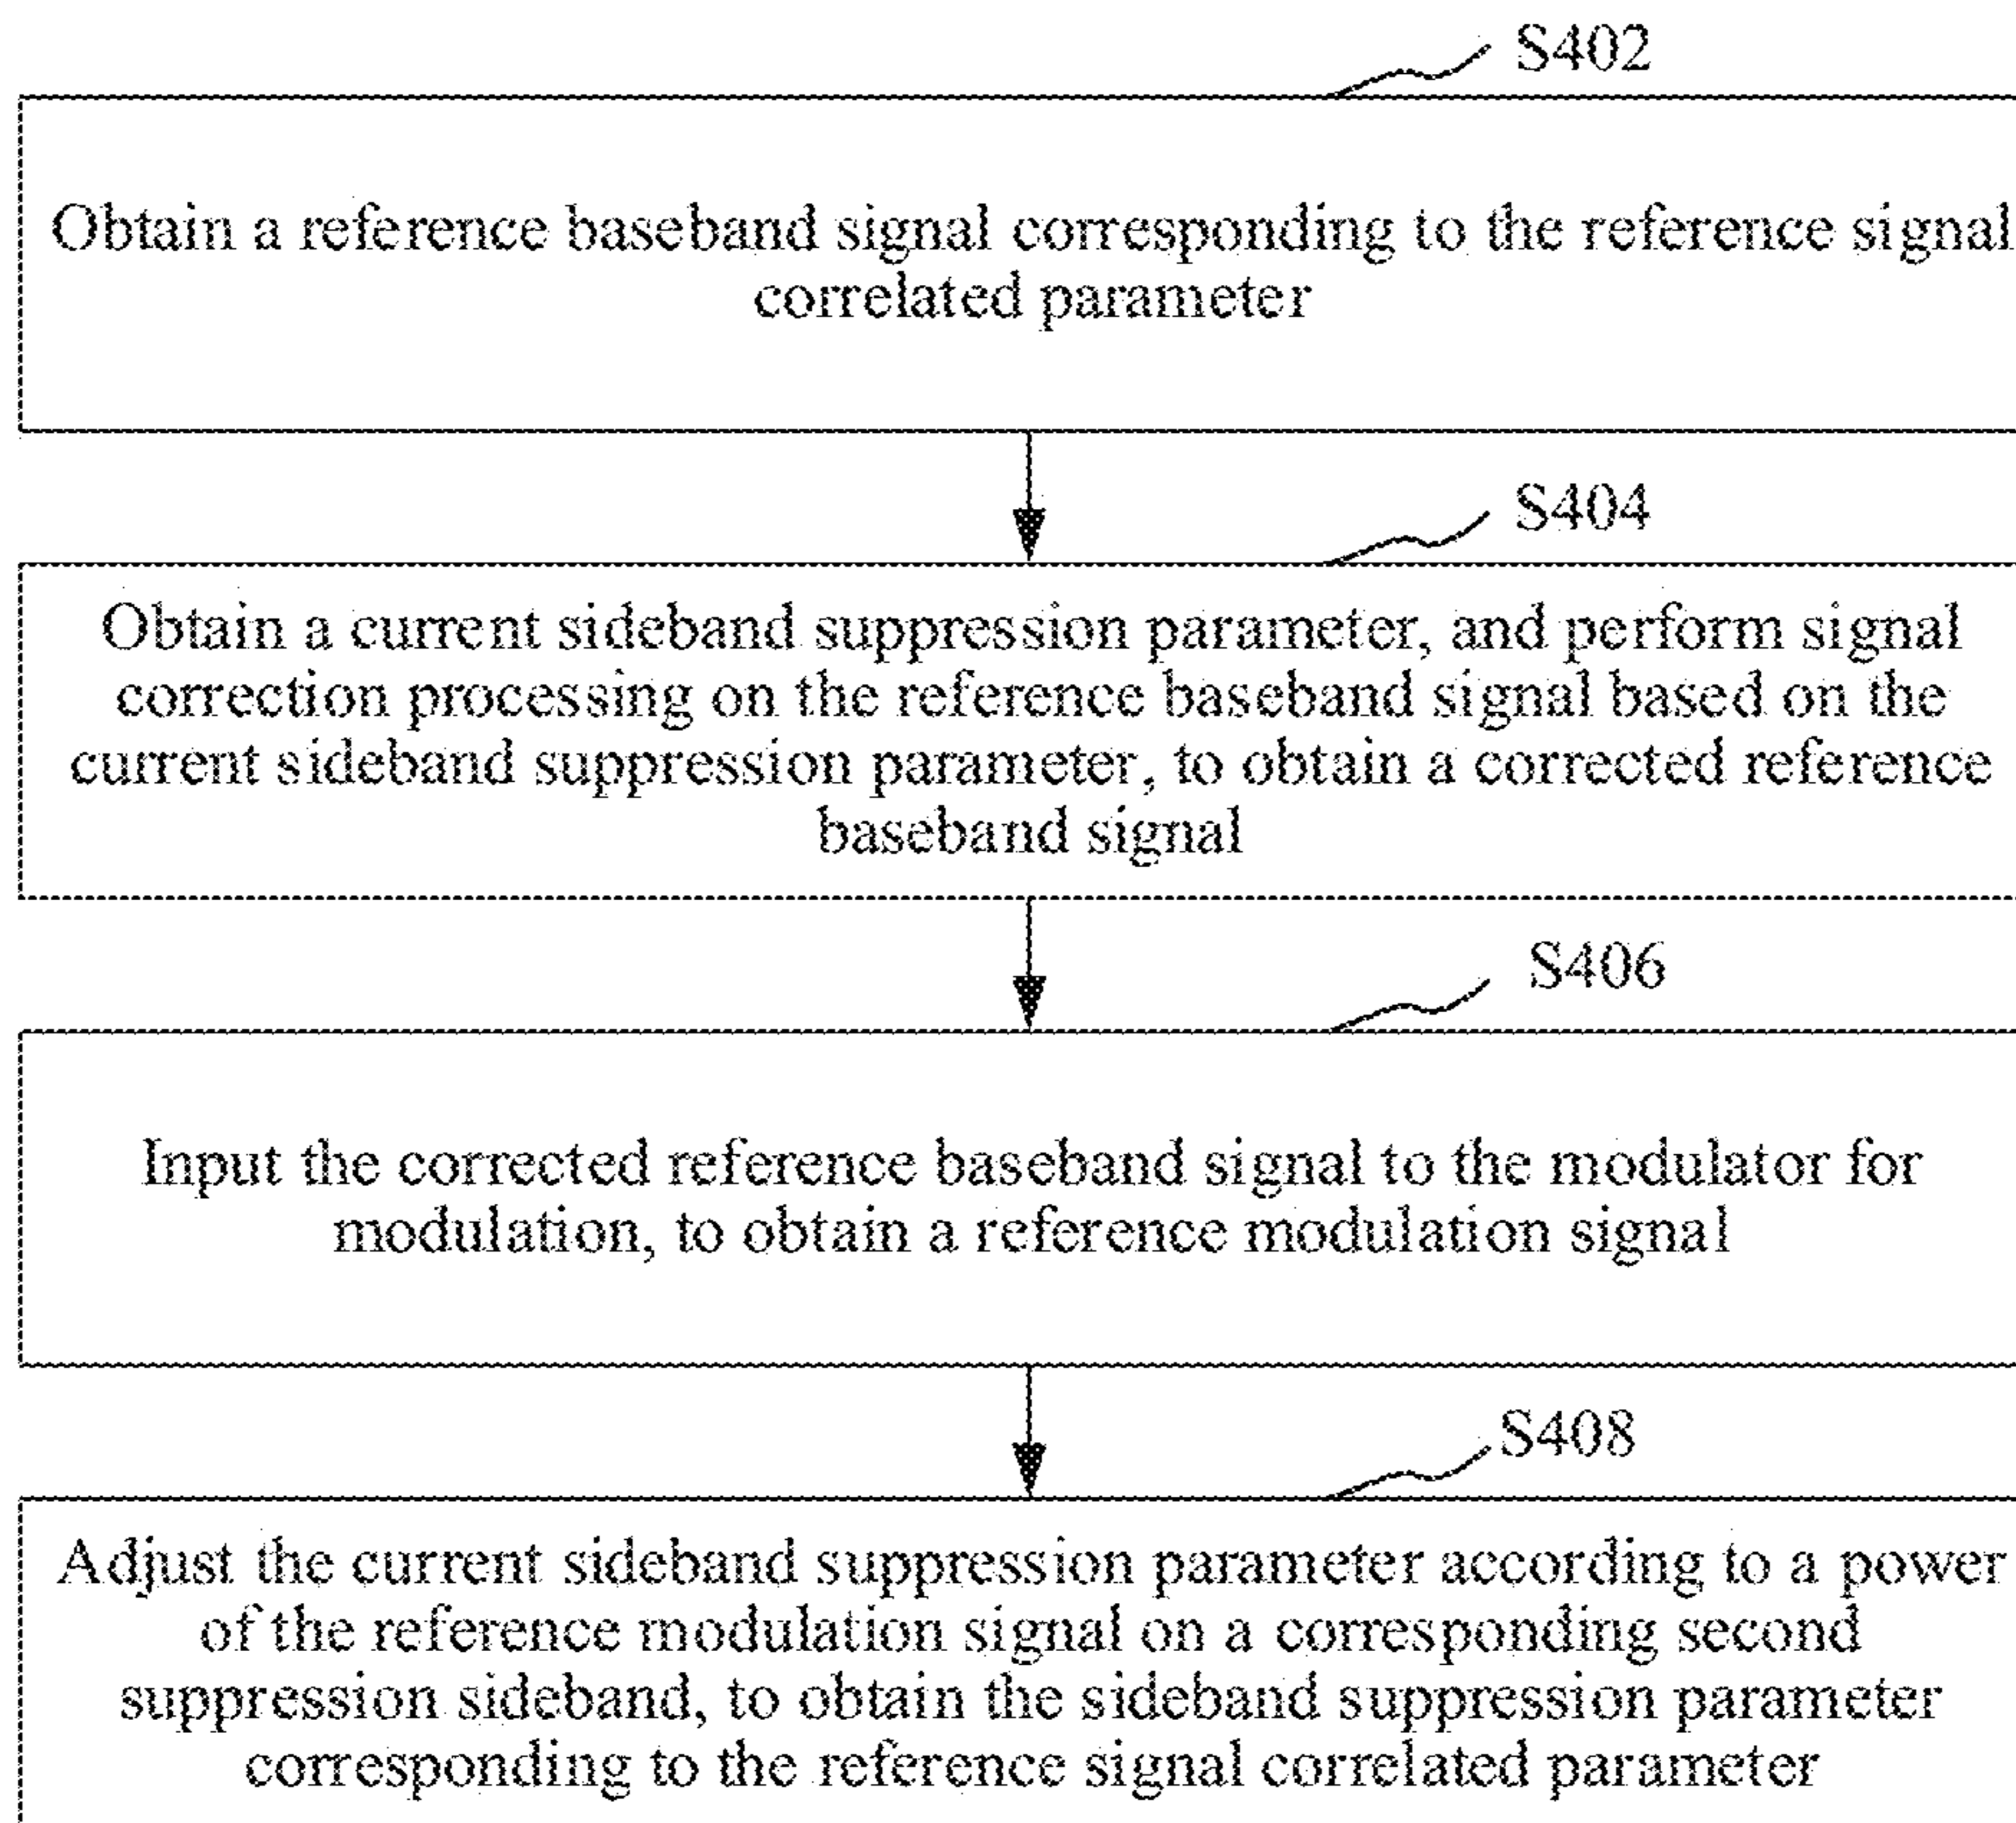 S402
Obtain a reference baseband signal corresponding to the reference signal
correlated parameter
S404
Obtain a current sideband suppression parameter, and perform signal
correction processing on the reference baseband signal based on the
current sideband suppression parameter, to obtain a corrected reference
baseband signal
S406
Input the corrected reference baseband signal to the modulator for
modulation, to obtain a reference modulation signal
S408
Adjust the current sideband suppression parameter according to a power
of the reference modulation signal on a corresponding second
suppression sideband, to obtain the sideband suppression parameter
corresponding to the reference signal correlated parameter